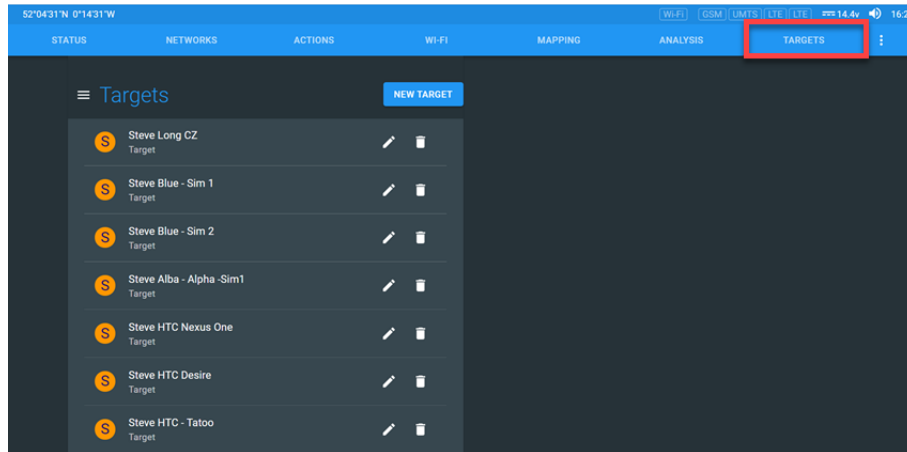 52°04'31"N 0°14'31"W Wi-Fi GSM UMTS LTE LTE 14.4v
STATUS NETWORKS ACTIONS WI-FI MAPPING ANALYSIS TARGETS
Targets NEW TARGET
S Steve Long CZ
Target
S Steve Blue - Sim 1
Target
S Steve Blue - Sim 2
Target
S Steve Alba - Alpha -Sim1
Target
S Steve HTC Nexus One
Target
S Steve HTC Desire
Target
S Steve HTC - Tatoo
Target